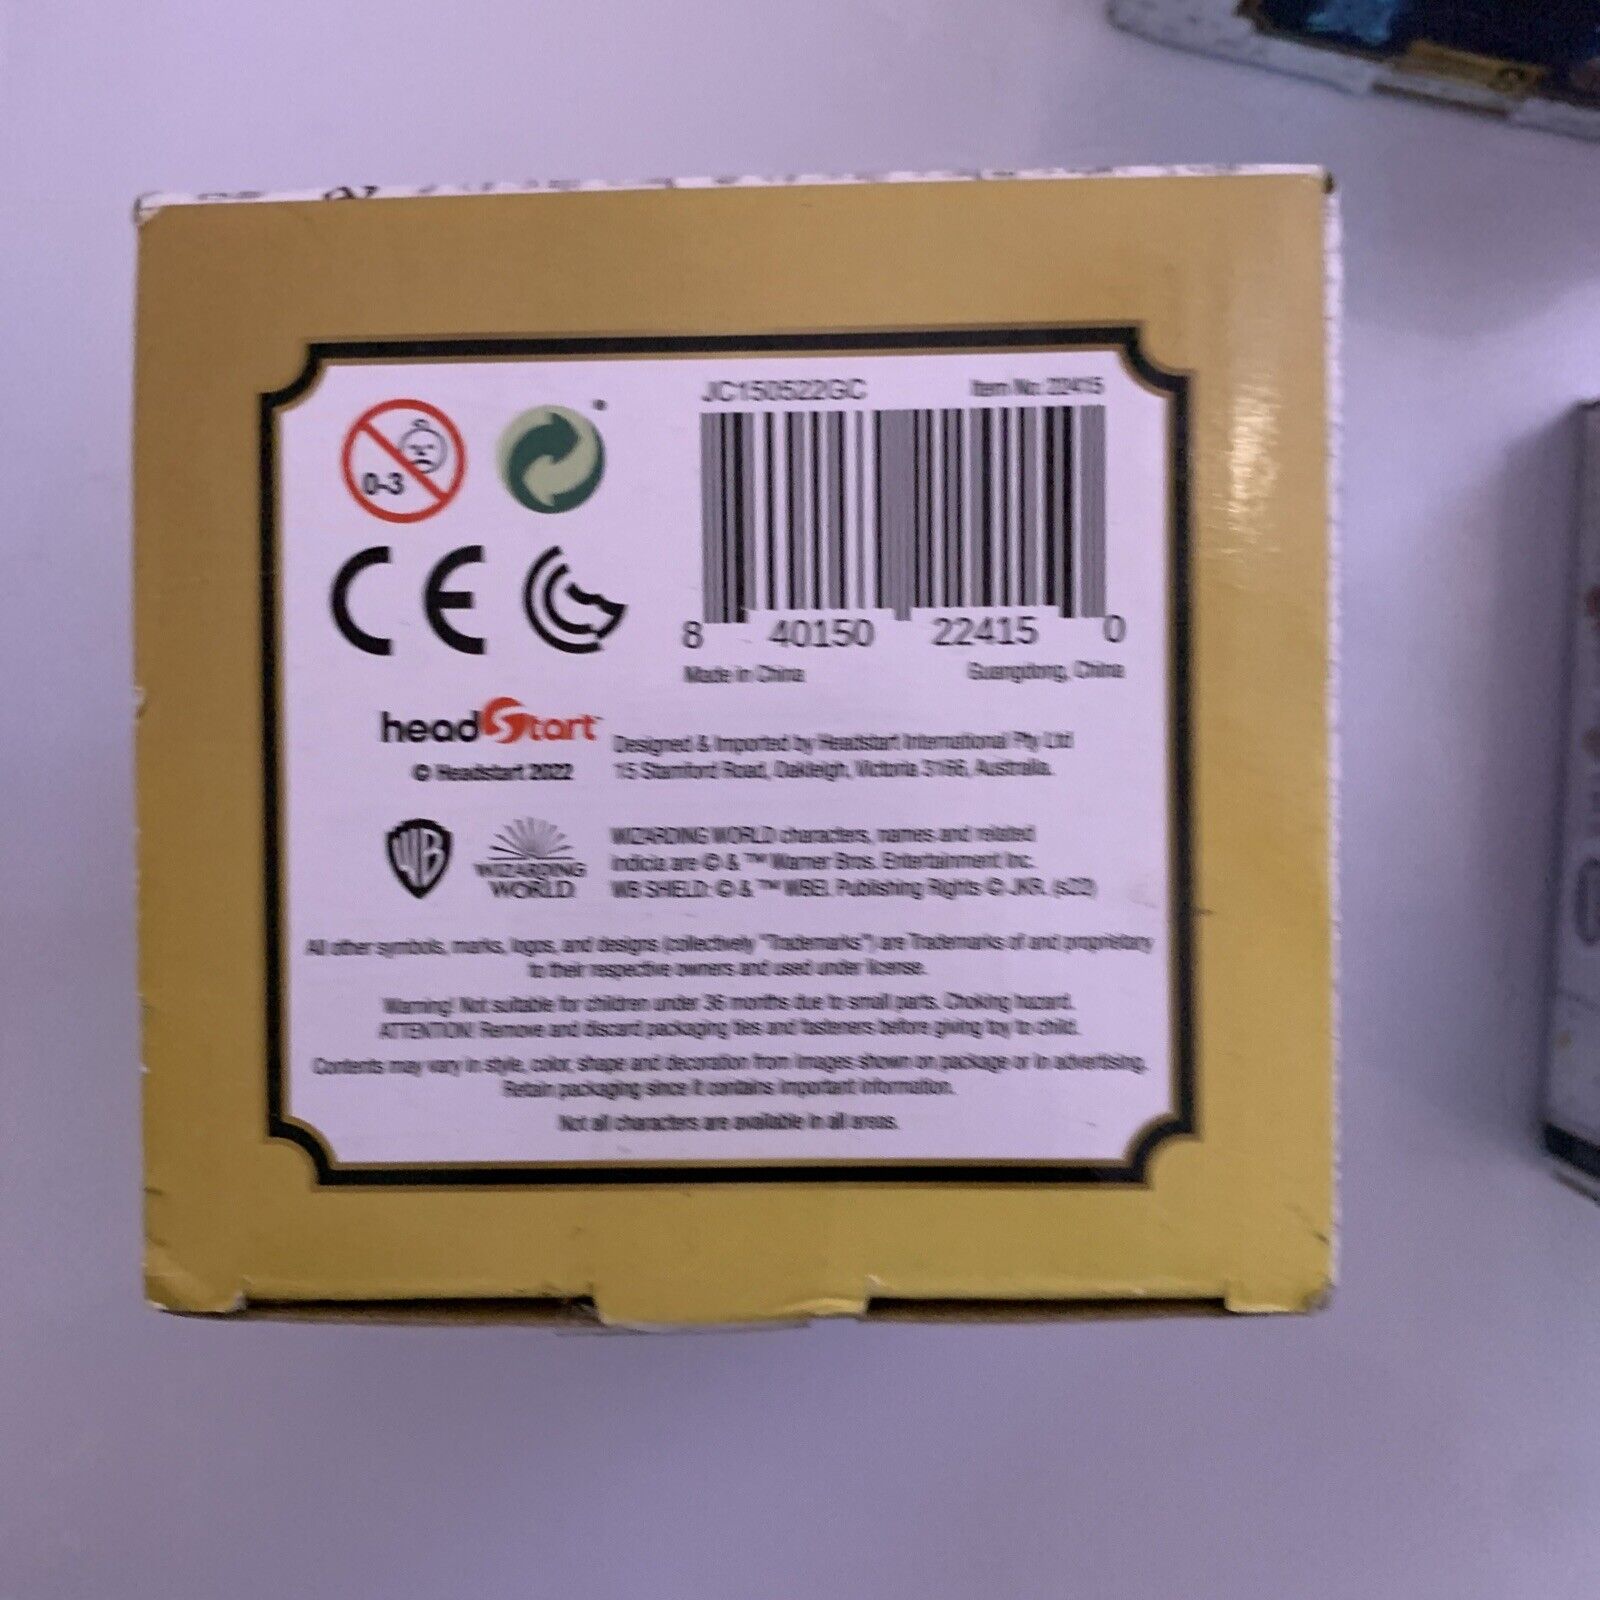 JC150522GC Item No: 22415
0-3
CE
8 40150 22415 0
Made in China Guangdong, China
headStart
Designed & Imported by Headstart International Pty Ltd
© Headstart 2022
15 Stamford Road, Oakleigh, Victoria 3166, Australia.
WB
WIZARDING
WORLD
WIZARDING WORLD characters, names and related
indicia are © & ™ Warner Bros. Entertainment Inc.
WB SHIELD: © & ™ WBEI. Publishing Rights © JKR. (s22)
All other symbols, marks, logos, and designs (collectively "Trademarks") are Trademarks of and proprietary
to their respective owners and used under license.
Warning! Not suitable for children under 36 months due to small parts. Choking hazard.
ATTENTION: Remove and discard packaging ties and fasteners before giving toy to child.
Contents may vary in style, color, shape and decoration from images shown on package or in advertising.
Retain packaging since it contains important information.
Not all characters are available in all areas.